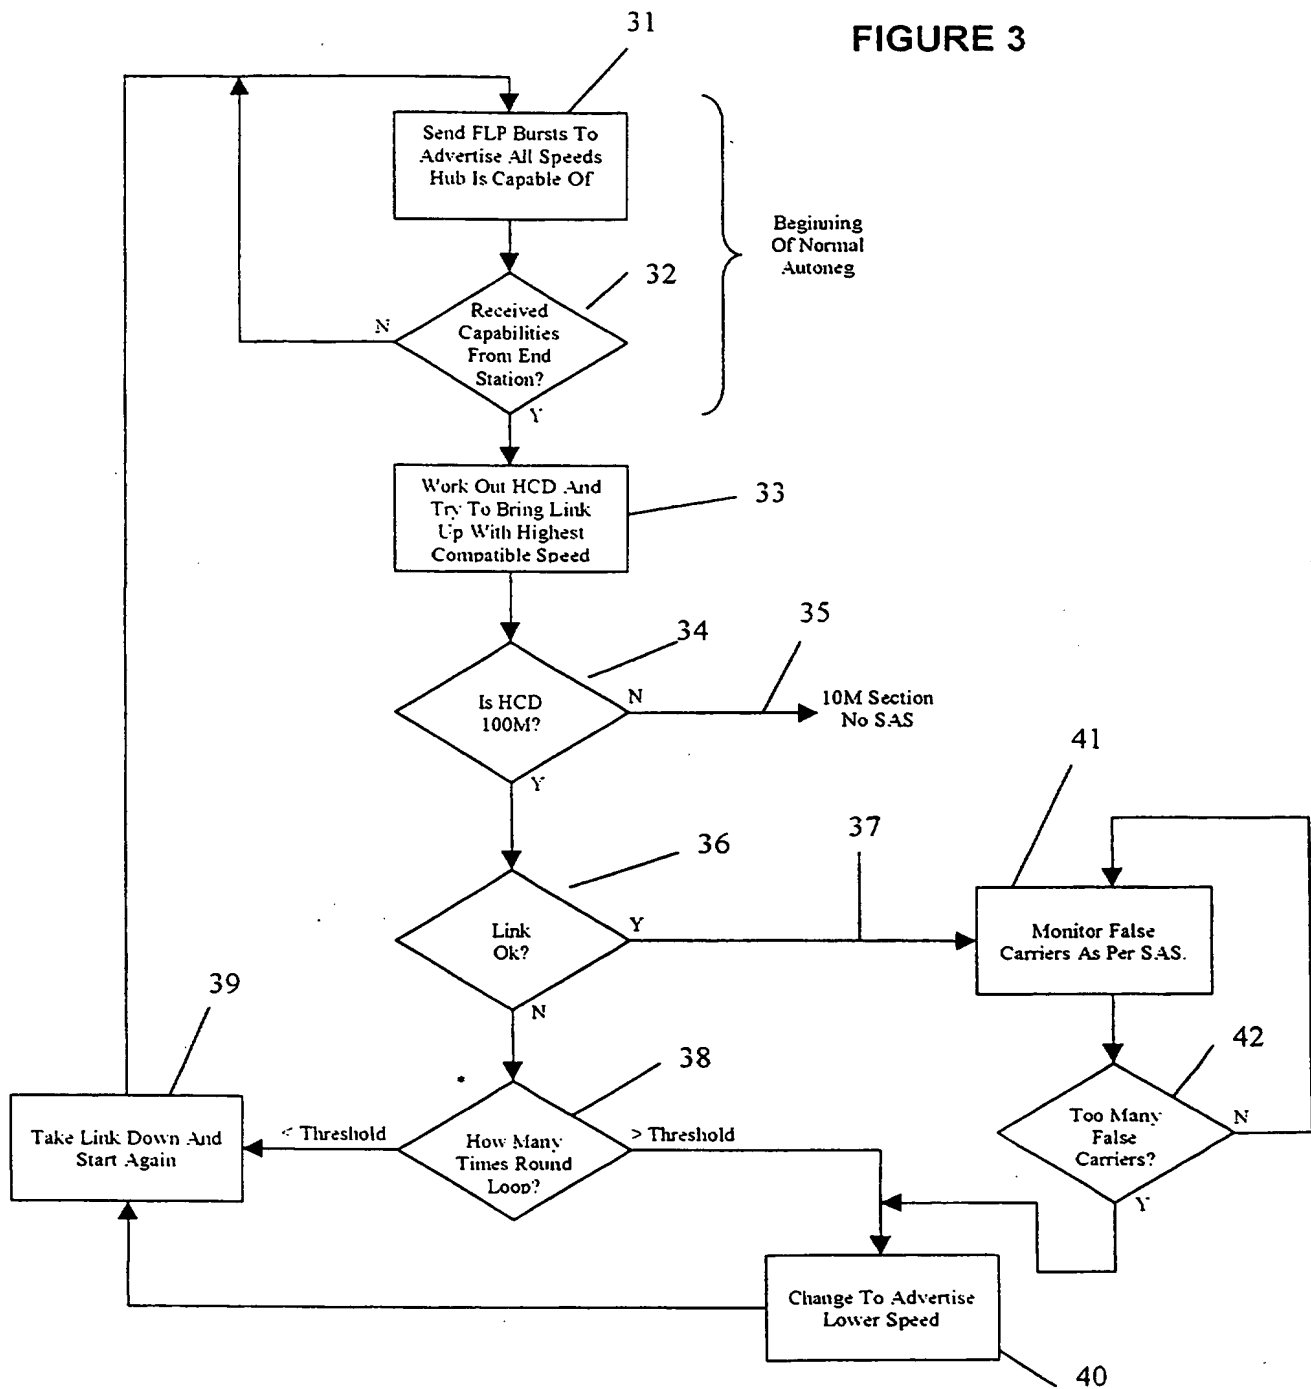 FIGURE 3
31
Send FLP Bursts To
Advertise All Speeds
Hub Is Capable Of
Beginning
Of Normal
Autoneg
32
Received
Capabilities
From End
Station?
N
Y
33
Work Out HCD And
Try To Bring Link
Up With Highest
Compatible Speed
34
35
Is HCD
100M?
N
10M Section
No SAS
Y
36
37
41
Link
Ok?
Y
Monitor False
Carriers As Per SAS.
N
39
38
42
Take Link Down And
Start Again
< Threshold
How Many
Times Round
Loop?
> Threshold
Too Many
False
Carriers?
N
Y
Change To Advertise
Lower Speed
40